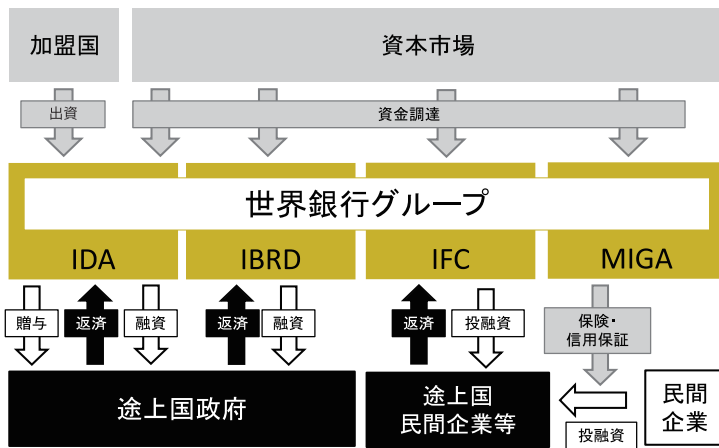 加盟国
資本市場
出資
資金調達
世界銀行グループ
IDA
IBRD
IFC
MIGA
贈与
返済
融資
返済
融資
返済
投融資
保険・
信用保証
途上国政府
途上国
民間企業等
投融資
民間
企業